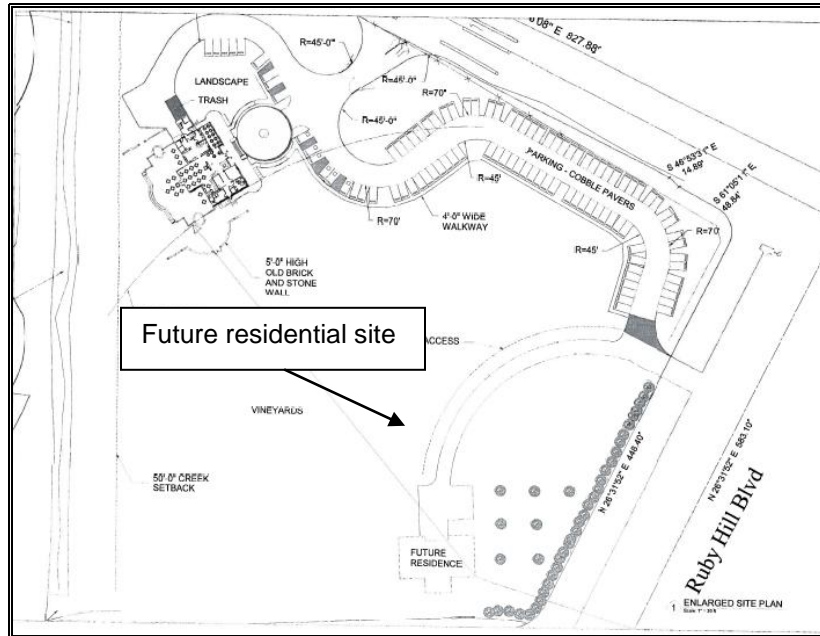 6'08" E 827.88'
R=45'-0"
LANDSCAPE
R=45'-0"
TRASH
R=70'
R=45'-0"
PARKING - COBBLE PAVERS
S 46°53'31" E
14.89'
S 61°05'11" E
48.84'
R=45'
R=70'
4'-0" WIDE
WALKWAY
R=70'
R=45'
5'-0" HIGH
OLD BRICK
AND STONE
WALL
Future residential site
ACCESS
VINEYARDS
50'-0" CREEK
SETBACK
N 26°31'52" E 448.40'
N 26°31'52" E 583.10'
Ruby Hill Blvd
FUTURE
RESIDENCE
1 ENLARGED SITE PLAN